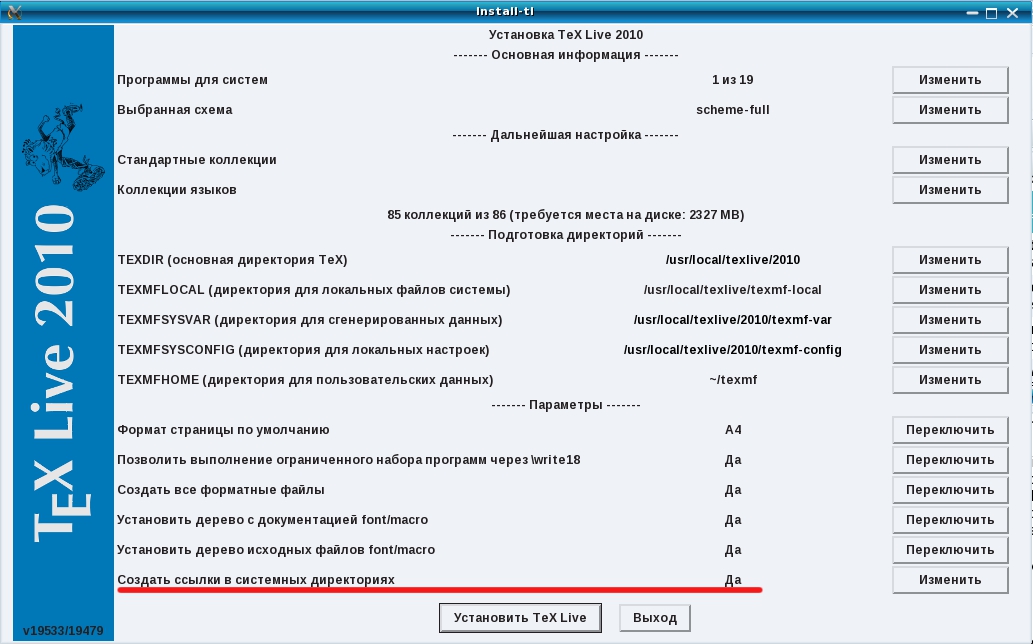 install-tl
Установка TeX Live 2010
------- Основная информация -------
Программы для систем 1 из 19 Изменить
Выбранная схема scheme-full Изменить
------- Дальнейшая настройка -------
Стандартные коллекции Изменить
Коллекции языков Изменить
85 коллекций из 86 (требуется места на диске: 2327 MB)
------- Подготовка директорий -------
TEXDIR (основная директория TeX) /usr/local/texlive/2010 Изменить
TEXMFLOCAL (директория для локальных файлов системы) /usr/local/texlive/texmf-local Изменить
TEXMFSYSVAR (директория для сгенерированных данных) /usr/local/texlive/2010/texmf-var Изменить
TEXMFSYSCONFIG (директория для локальных настроек) /usr/local/texlive/2010/texmf-config Изменить
TEXMFHOME (директория для пользовательских данных) ~/texmf Изменить
------- Параметры -------
Формат страницы по умолчанию A4 Переключить
Позволить выполнение ограниченного набора программ через \write18 Да Переключить
Создать все форматные файлы Да Переключить
Установить дерево с документацией font/macro Да Переключить
Установить дерево исходных файлов font/macro Да Переключить
Создать ссылки в системных директориях Да Изменить
Установить TeX Live Выход
TEX Live 2010
v19533/19479